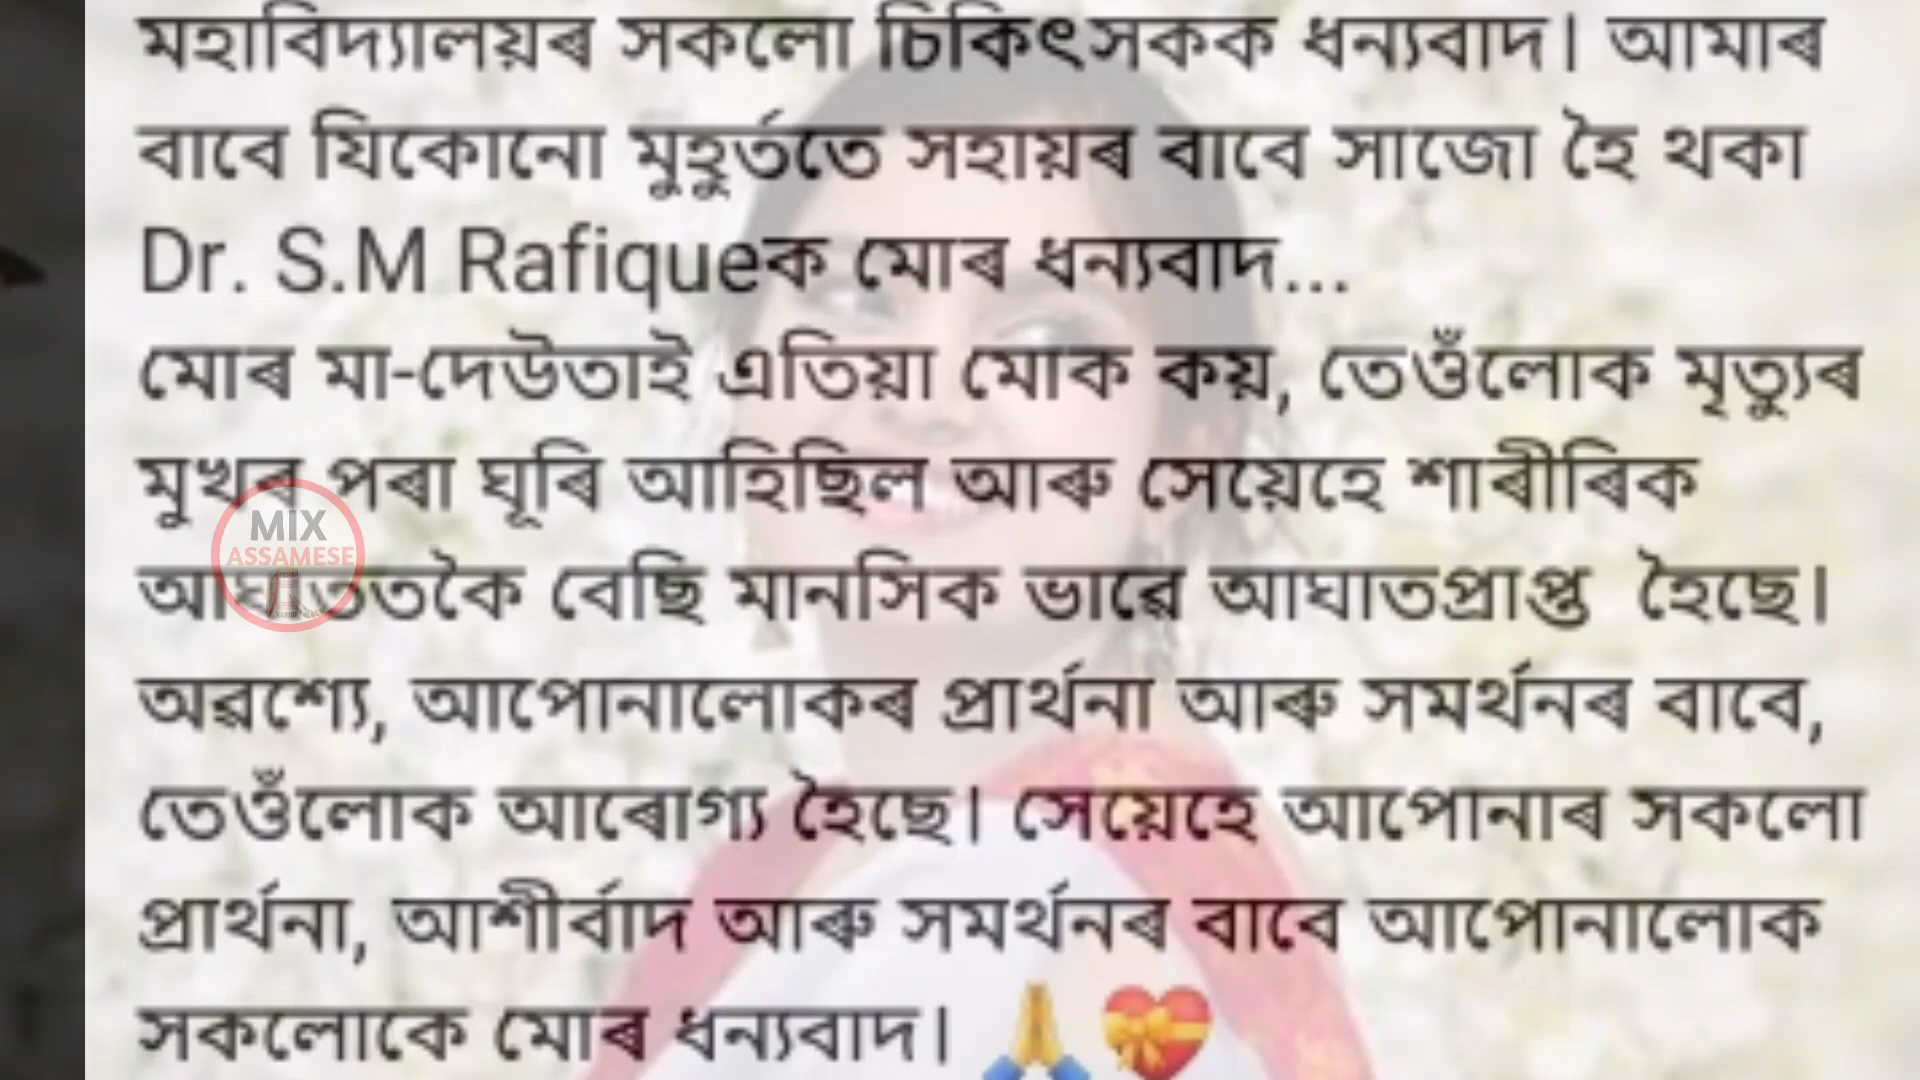 মহাবিদ্যালয়ৰ সকলো চিকিৎসকক ধন্যবাদ। আমাৰ
বাবে যিকোনো মুহূৰ্ততে সহায়ৰ বাবে সাজো হৈ থকা
Dr. S.M Rafiqueক মোৰ ধন্যবাদ...
মোৰ মা-দেউতাই এতিয়া মোক কয়, তেওঁলোক মৃত্যুৰ
মুখৰ পৰা ঘূৰি আহিছিল আৰু সেয়েহে শাৰীৰিক
MIX
ASSAMESE
আঘাততকৈ বেছি মানসিক ভাৱে আঘাতপ্ৰাপ্ত হৈছে।
অৱশ্যে, আপোনালোকৰ প্ৰাৰ্থনা আৰু সমৰ্থনৰ বাবে,
তেওঁলোক আৰোগ্য হৈছে। সেয়েহে আপোনাৰ সকলো
প্ৰাৰ্থনা, আশীৰ্বাদ আৰু সমৰ্থনৰ বাবে আপোনালোক
সকলোকে মোৰ ধন্যবাদ। 🙏 💝